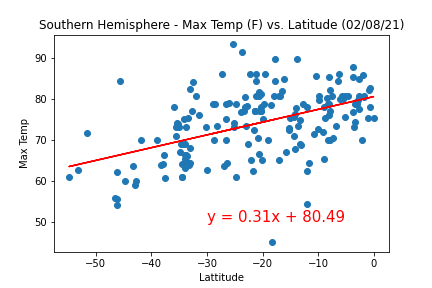 Southern Hemisphere - Max Temp (F) vs. Latitude (02/08/21)
90
80
70
60
50
Max Temp
y = 0.31x + 80.49
−50 −40 −30 −20 −10 0
Lattitude